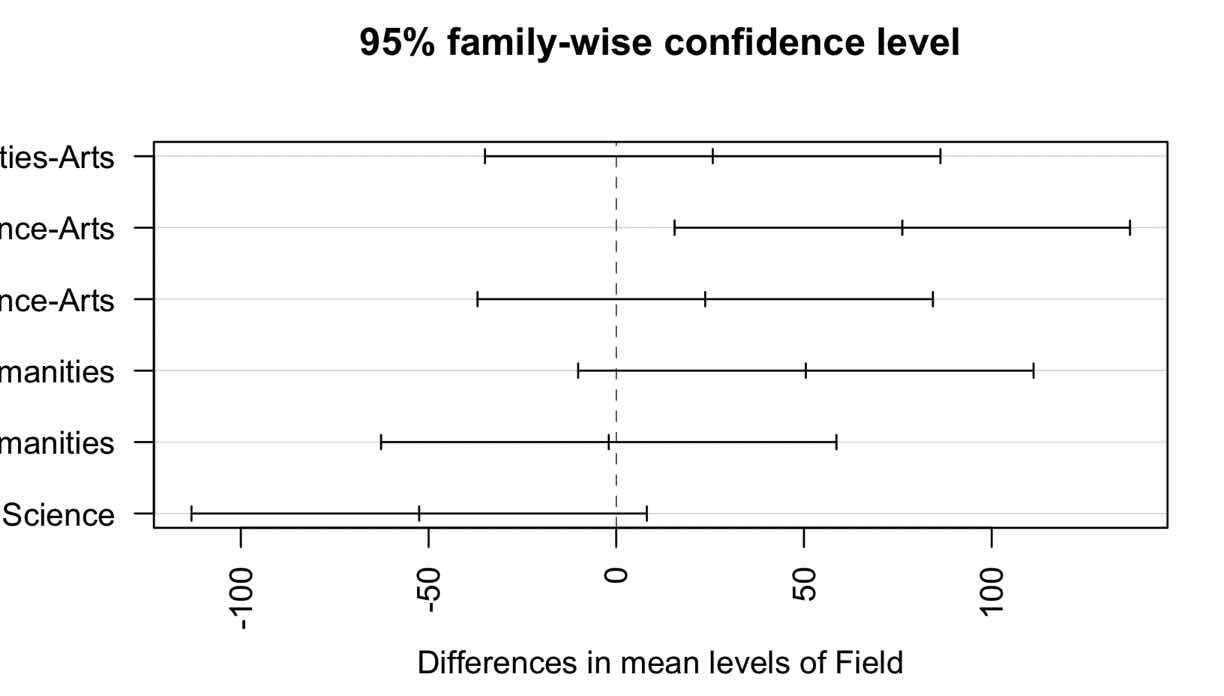 95% family-wise confidence level
ties-Arts
nce-Arts
nce-Arts
manities
manities
Science
-100
-50
0
50
100
Differences in mean levels of Field